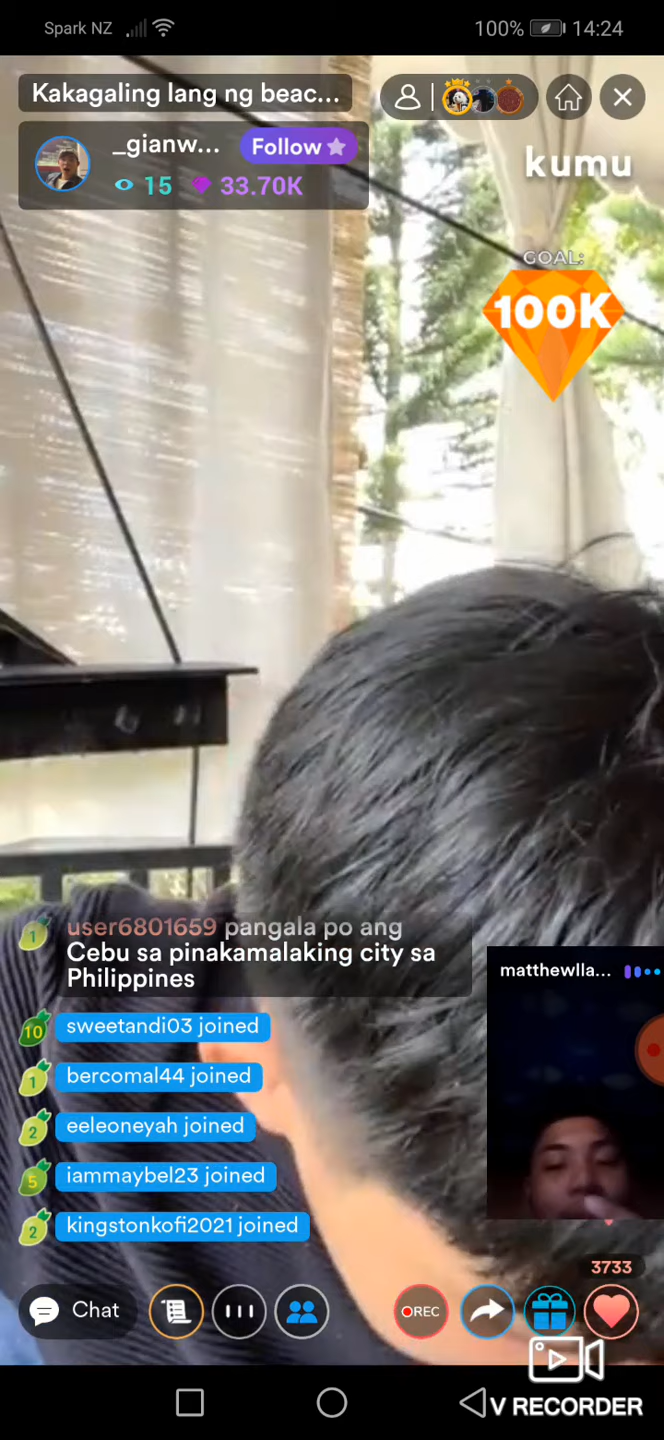 Spark NZ
100%
14:24
Kakagaling lang ng beac...
_gianw...
Follow
15
33.70K
kumu
GOAL:
100K
1
user6801659 pangala po ang
Cebu sa pinakamalaking city sa
Philippines
matthewlla...
10
sweetandi03 joined
1
bercomal44 joined
2
eeleoneyah joined
5
iammaybel23 joined
2
kingstonkofi2021 joined
3733
Chat
REC
V RECORDER